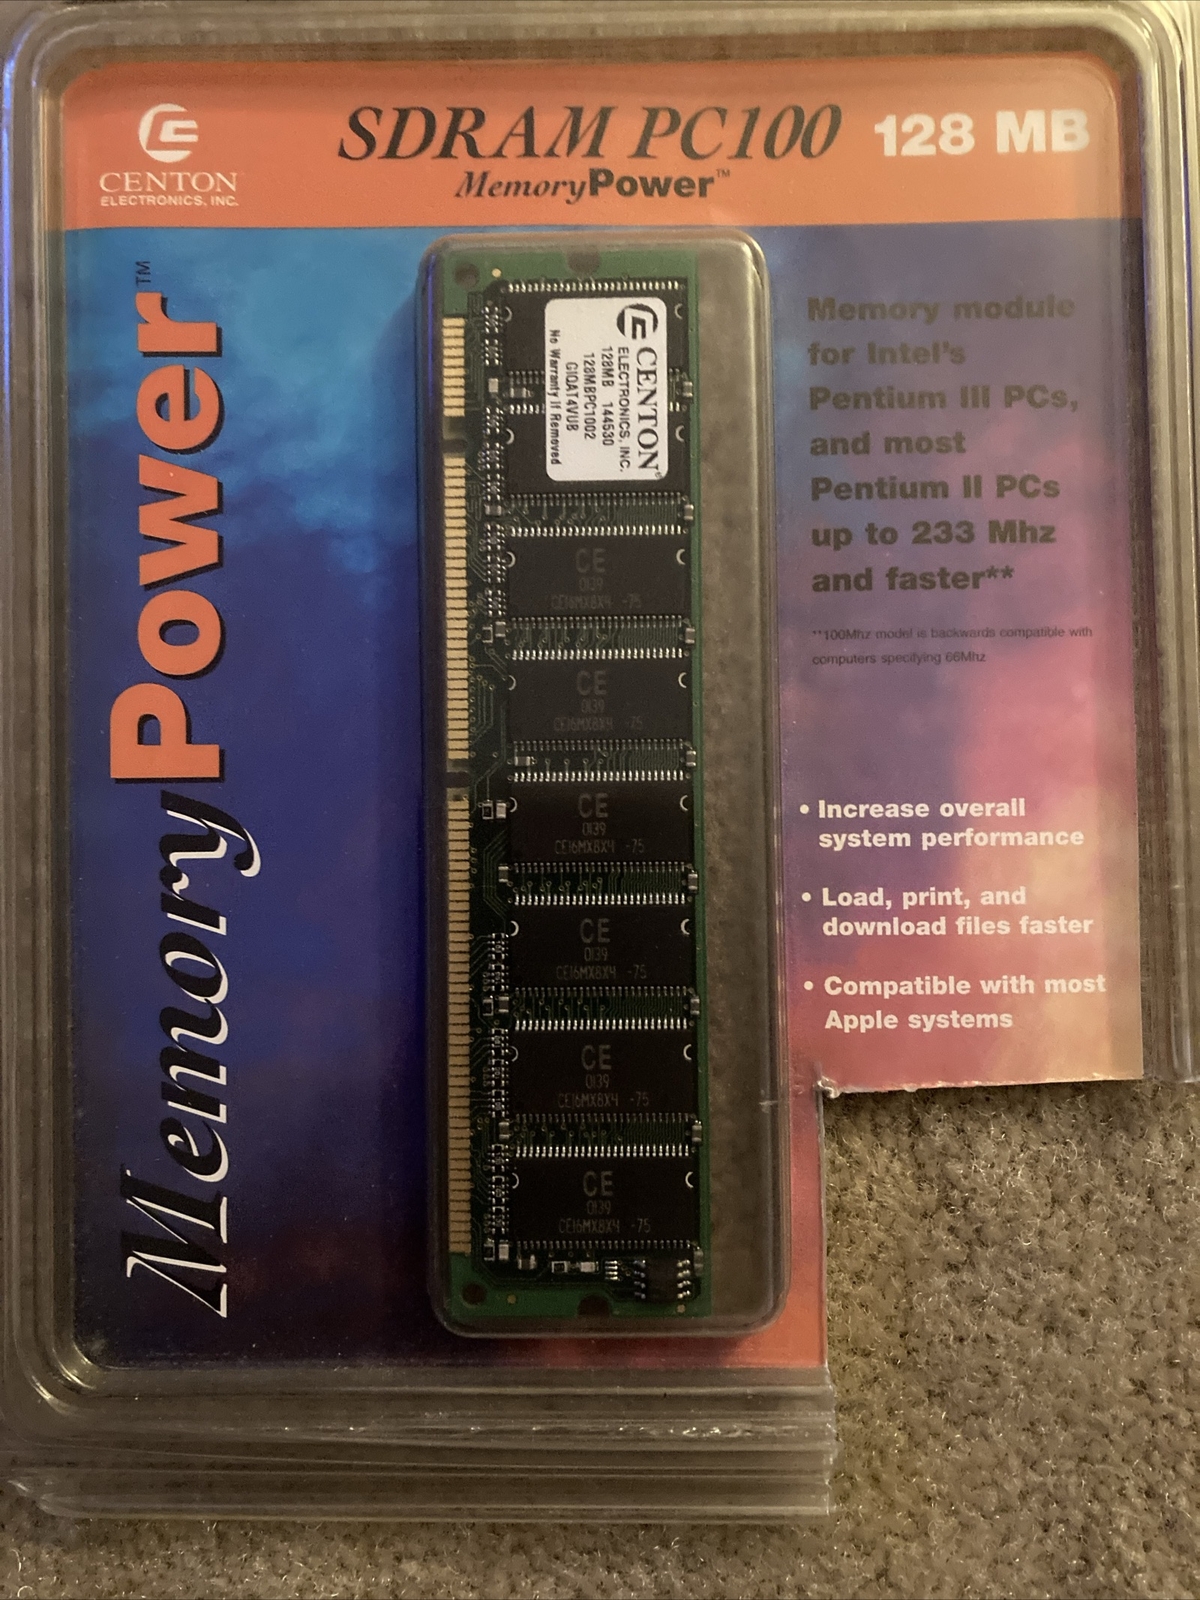 CENTON
ELECTRONICS, INC.
SDRAM PC100
MemoryPower™
128 MB
MemoryPower™
CENTON®
ELECTRONICS, INC.
128MB 144530
128MBPC1002
GIOAT4VUB
No Warranty If Removed
CE
0139
CE16MX8X4 -75
CE
0139
CE16MX8X4 -75
CE
0139
CE16MX8X4 -75
CE
0139
CE16MX8X4 -75
CE
0139
CE16MX8X4 -75
CE
0139
CE16MX8X4 -75
Memory module
for Intel's
Pentium III PCs,
and most
Pentium II PCs
up to 233 Mhz
and faster**
**100Mhz model is backwards compatible with
computers specifying 66Mhz
• Increase overall
system performance
• Load, print, and
download files faster
• Compatible with most
Apple systems